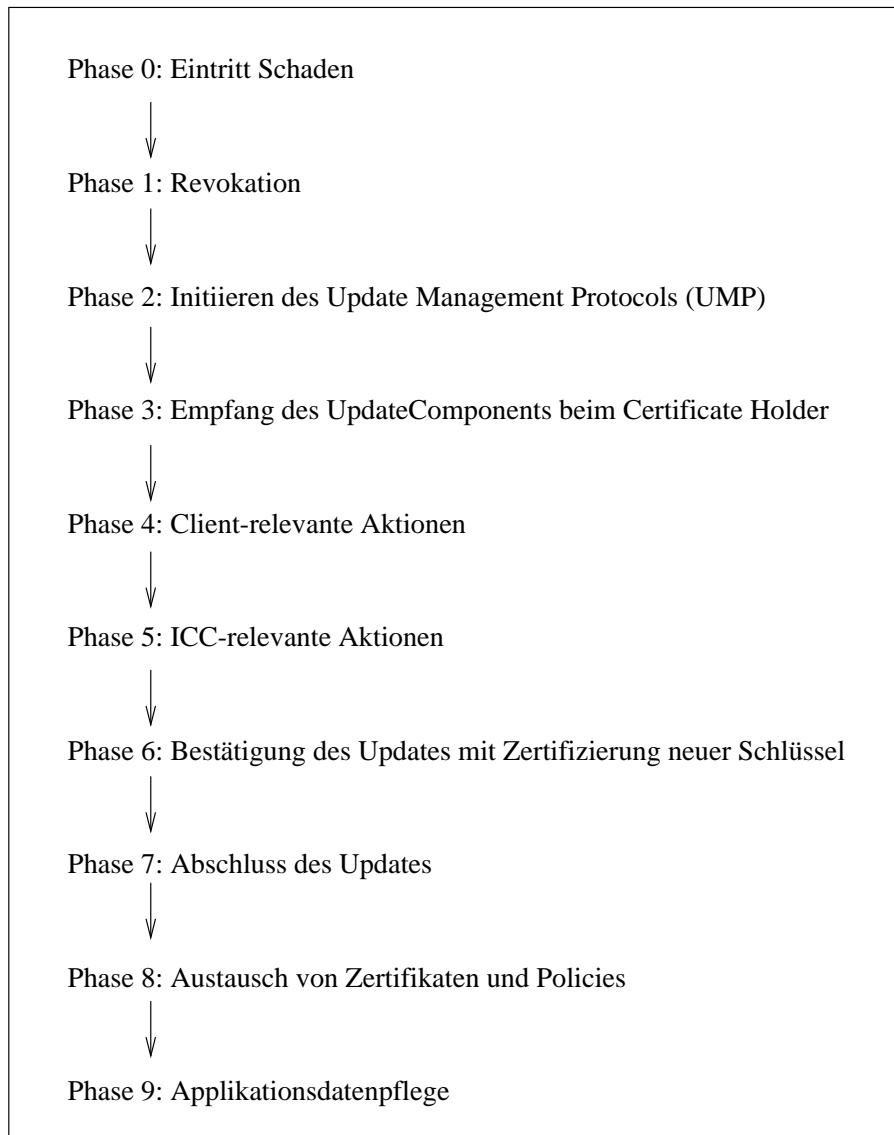 Phase 0: Eintritt Schaden
Phase 1: Revokation
Phase 2: Initiieren des Update Management Protocols (UMP)
Phase 3: Empfang des UpdateComponents beim Certificate Holder
Phase 4: Client-relevante Aktionen
Phase 5: ICC-relevante Aktionen
Phase 6: Bestätigung des Updates mit Zertifizierung neuer Schlüssel
Phase 7: Abschluss des Updates
Phase 8: Austausch von Zertifikaten und Policies
Phase 9: Applikationsdatenpflege